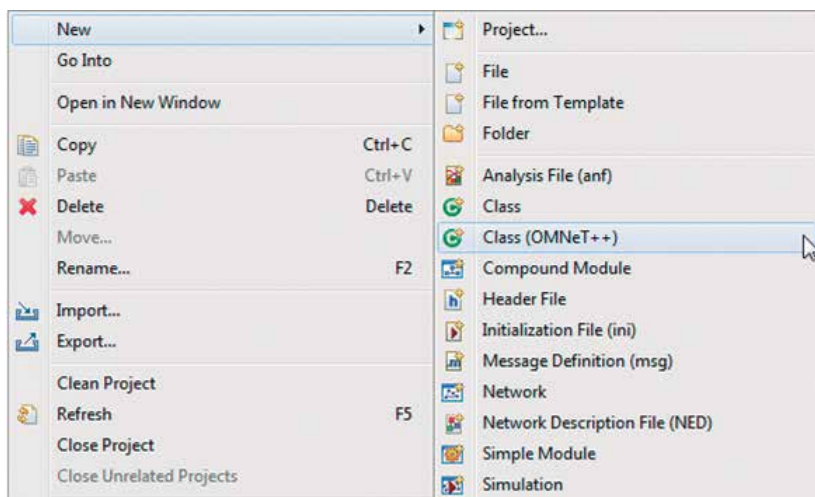 New
Go Into
Open in New Window
Copy Ctrl+C
Paste Ctrl+V
Delete Delete
Move...
Rename... F2
Import...
Export...
Clean Project
Refresh F5
Close Project
Close Unrelated Projects
Project...
File
File from Template
Folder
Analysis File (anf)
Class
Class (OMNeT++)
Compound Module
Header File
Initialization File (ini)
Message Definition (msg)
Network
Network Description File (NED)
Simple Module
Simulation